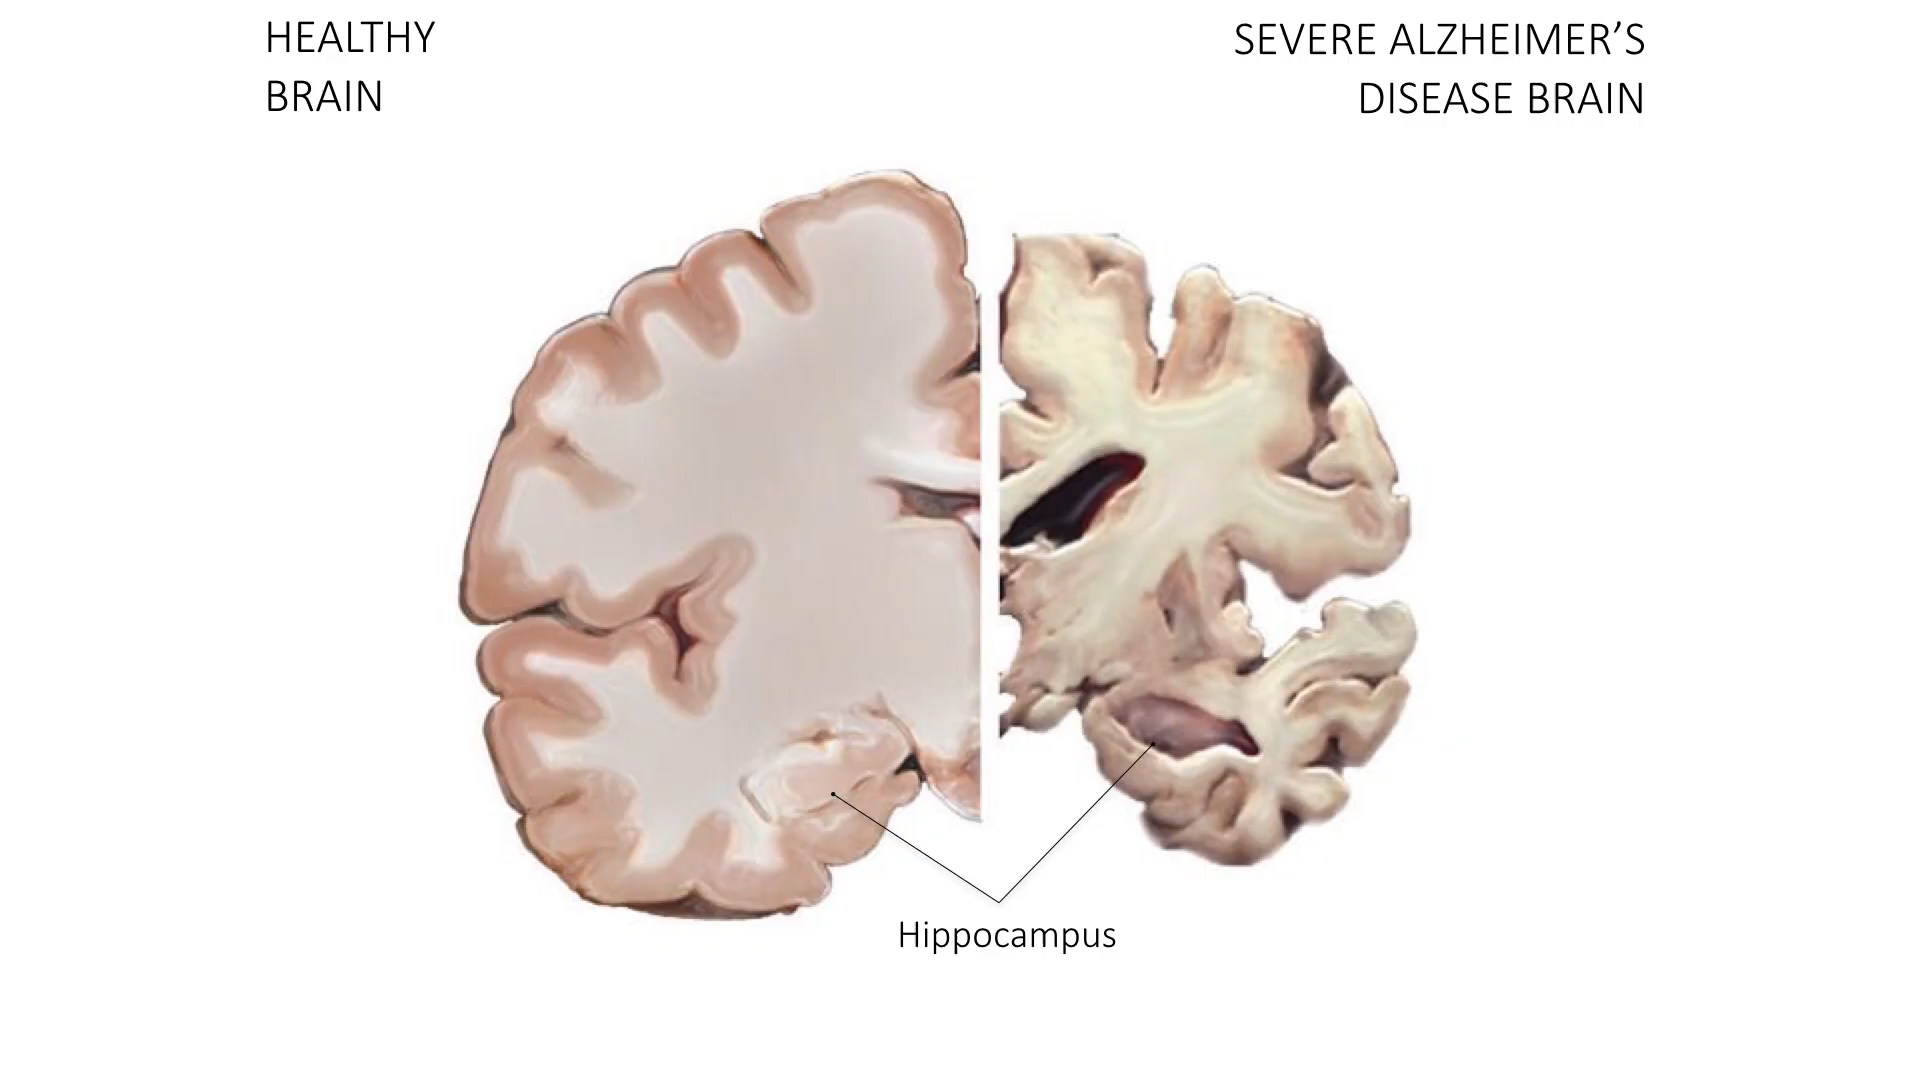 HEALTHY
BRAIN
SEVERE ALZHEIMER’S
DISEASE BRAIN
Hippocampus